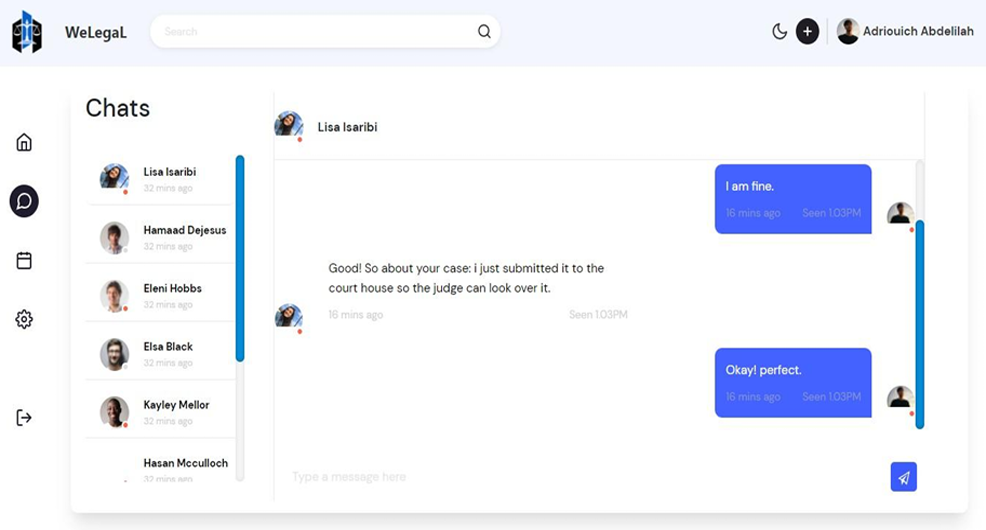 WeLegaL
Search
Adriouich Abdelilah
Chats
Lisa Isaribi
32 mins ago
Hamaad Dejesus
32 mins ago
Eleni Hobbs
32 mins ago
Elsa Black
32 mins ago
Kayley Mellor
32 mins ago
Hasan Mcculloch
32 mins ago
Lisa Isaribi
I am fine.
16 mins ago Seen 1.03PM
Good! So about your case: i just submitted it to the
court house so the judge can look over it.
16 mins ago Seen 1.03PM
Okay! perfect.
16 mins ago Seen 1.03PM
Type a message here